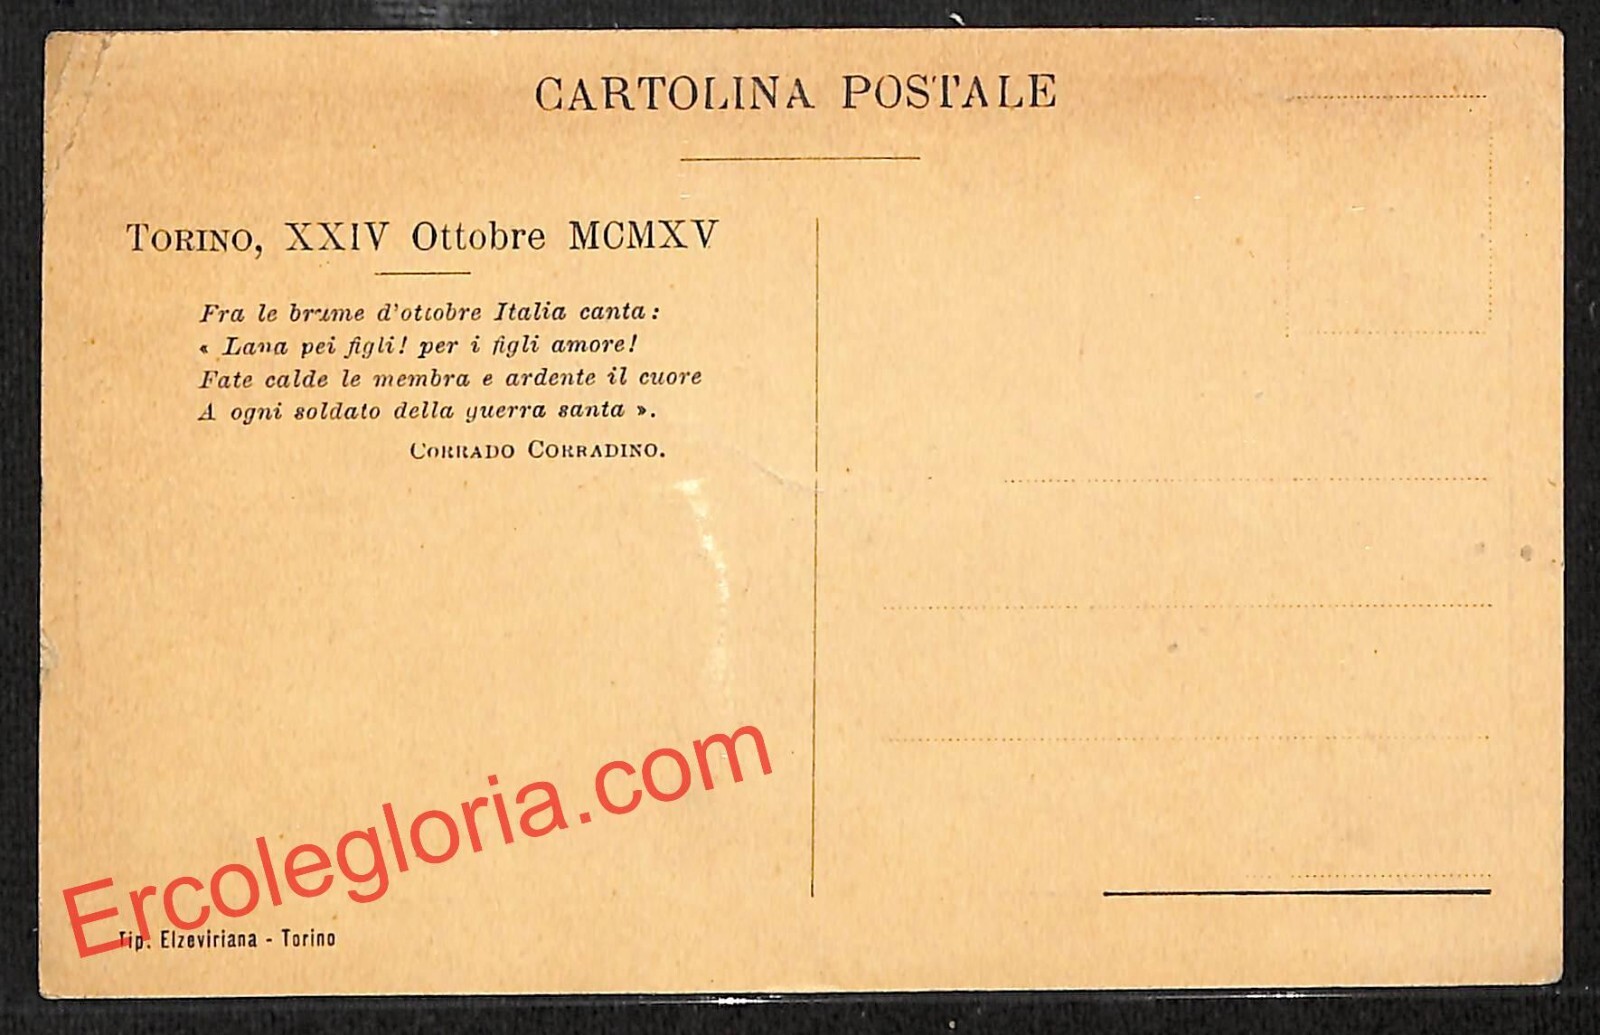 CARTOLINA POSTALE
TORINO, XXIV Ottobre MCMXV
Fra le brume d'ottobre Italia canta:
« Lana pei figli! per i figli amore!
Fate calde le membra e ardente il cuore
A ogni soldato della guerra santa ».
CORRADO CORRADINO.
Ercolegloria.com
Tip. Elzeviriana - Torino